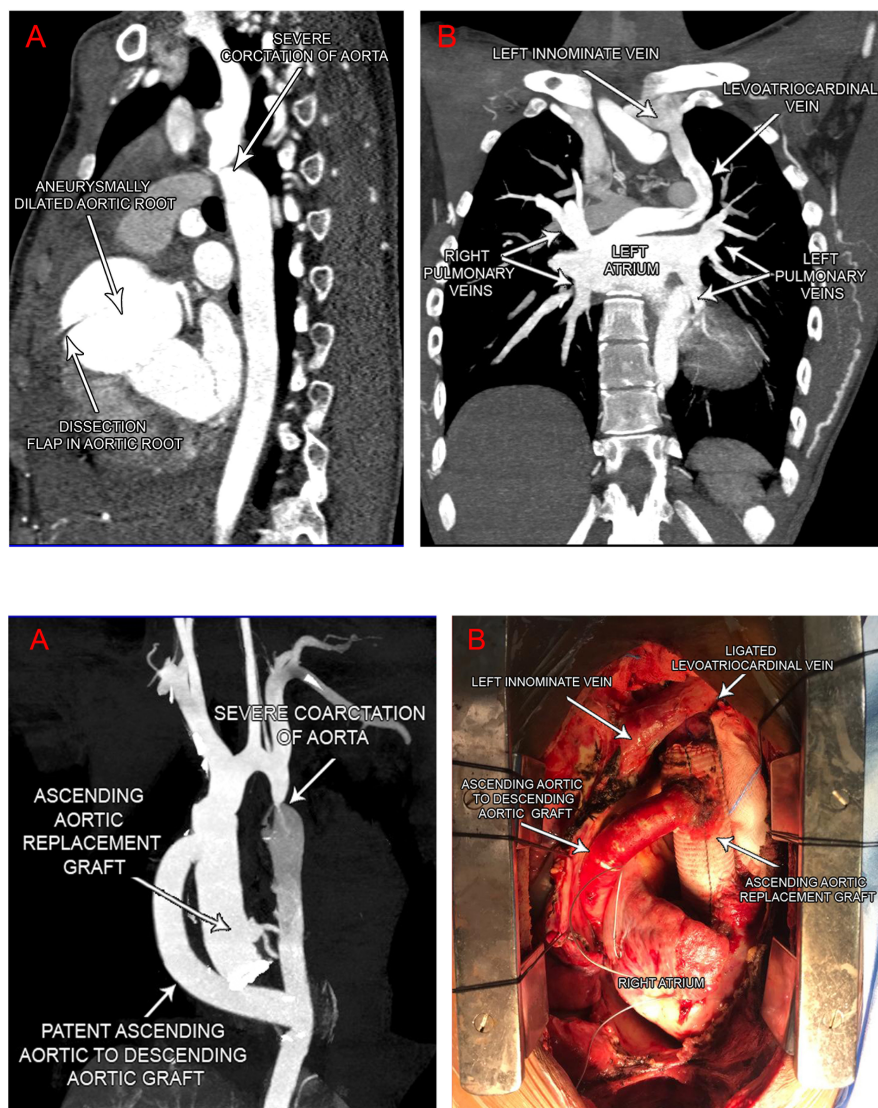 A
SEVERE
CORCTATION OF AORTA
ANEURYSMALLY
DILATED AORTIC ROOT
DISSECTION
FLAP IN AORTIC ROOT
B
LEFT INNOMINATE VEIN
LEVOATRIOCARDINAL
VEIN
RIGHT
PULMONARY
VEINS
LEFT
ATRIUM
LEFT
PULMONARY
VEINS
A
SEVERE COARCTATION
OF AORTA
ASCENDING
AORTIC
REPLACEMENT
GRAFT
PATENT ASCENDING
AORTIC TO DESCENDING
AORTIC GRAFT
B
LIGATED
LEVOATRIOCARDINAL VEIN
LEFT INNOMINATE VEIN
ASCENDING AORTIC
TO DESCENDING
AORTIC GRAFT
ASCENDING AORTIC
REPLACEMENT GRAFT
RIGHT ATRIUM